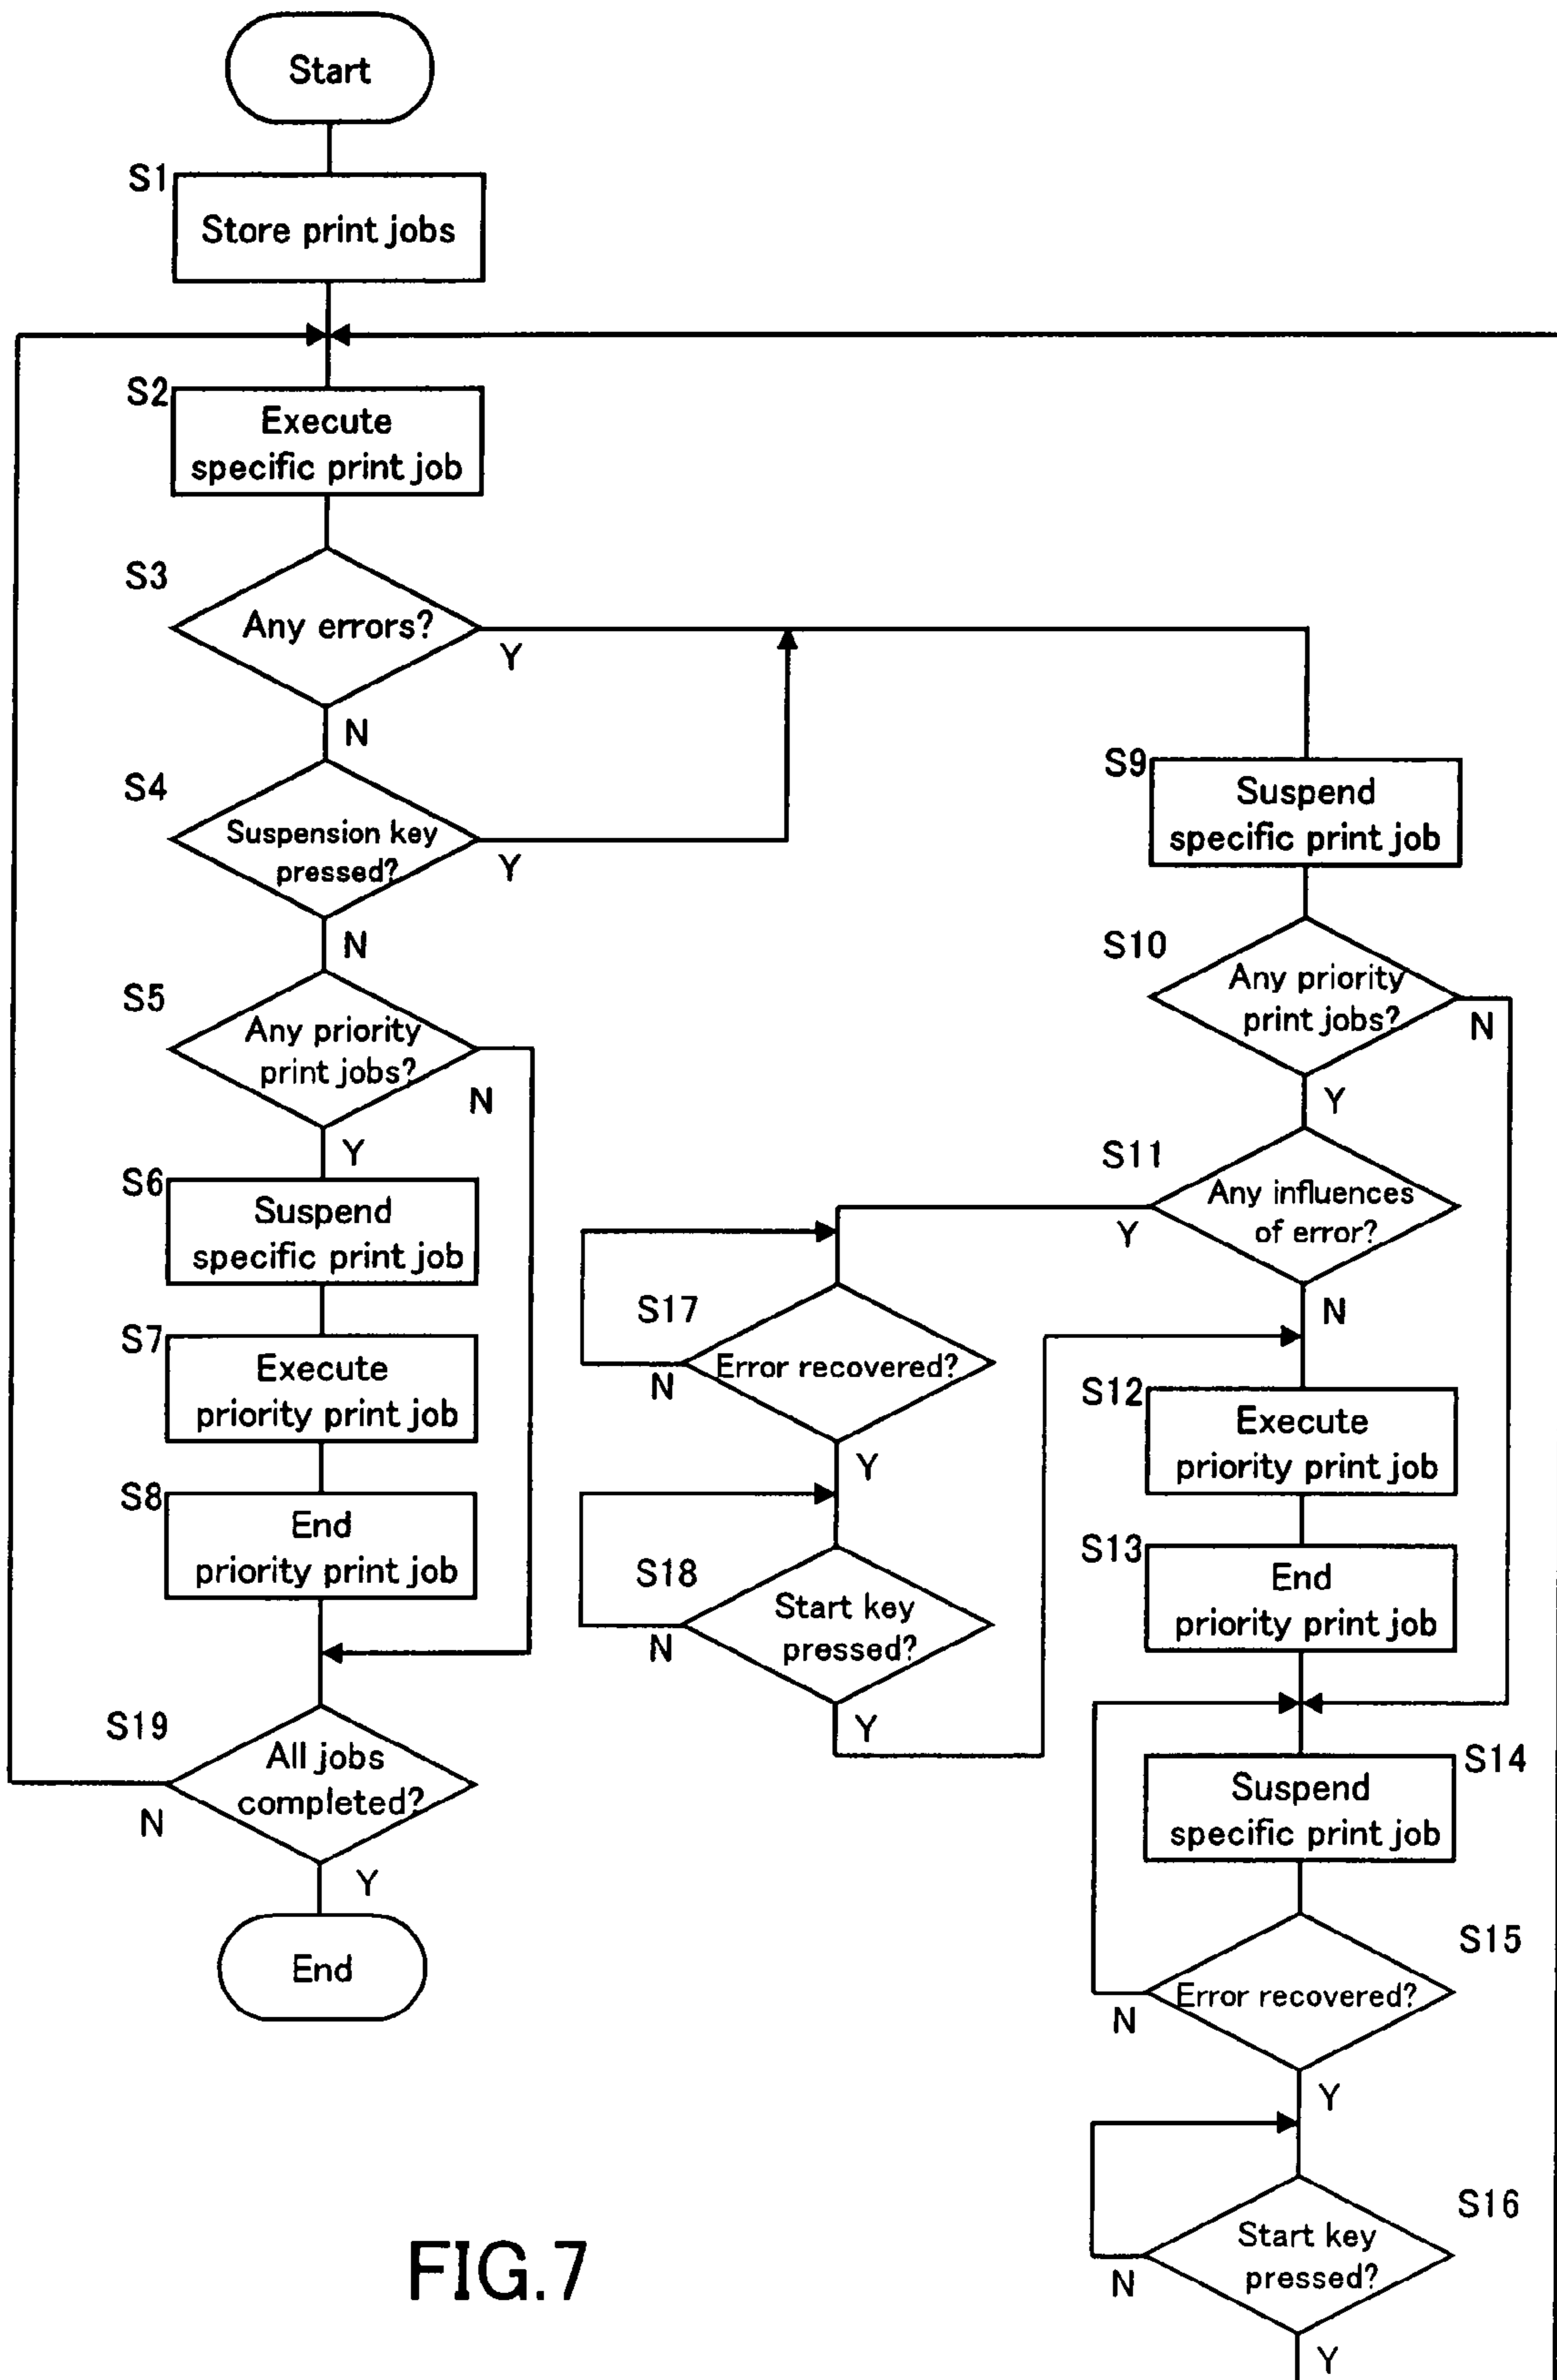 Start
S1
Store print jobs
S2
Execute
specific print job
S3
Any errors?
Y
N
S4
Suspension key
pressed?
Y
N
S5
Any priority
print jobs?
N
Y
S6
Suspend
specific print job
S7
Execute
priority print job
S8
End
priority print job
S19
All jobs
completed?
N
Y
End
S9
Suspend
specific print job
S10
Any priority
print jobs?
N
Y
S11
Any influences
of error?
Y
N
S17
Error recovered?
N
Y
S18
Start key
pressed?
N
Y
S12
Execute
priority print job
S13
End
priority print job
S14
Suspend
specific print job
S15
Error recovered?
N
Y
S16
Start key
pressed?
N
Y
FIG.7